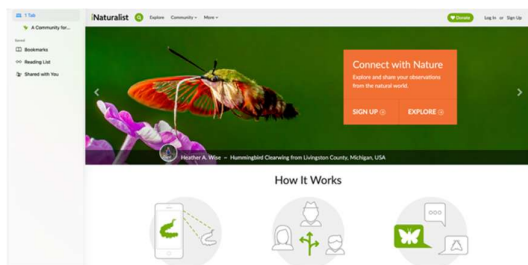 1 Tab
A Community for...
Saved
Bookmarks
Reading List
Shared with You
iNaturalist Explore Community More Donate Log In or Sign Up
Connect with Nature
Explore and share your observations
from the natural world.
SIGN UP EXPLORE
Heather A. Wise – Hummingbird Clearwing from Livingston County, Michigan, USA
How It Works